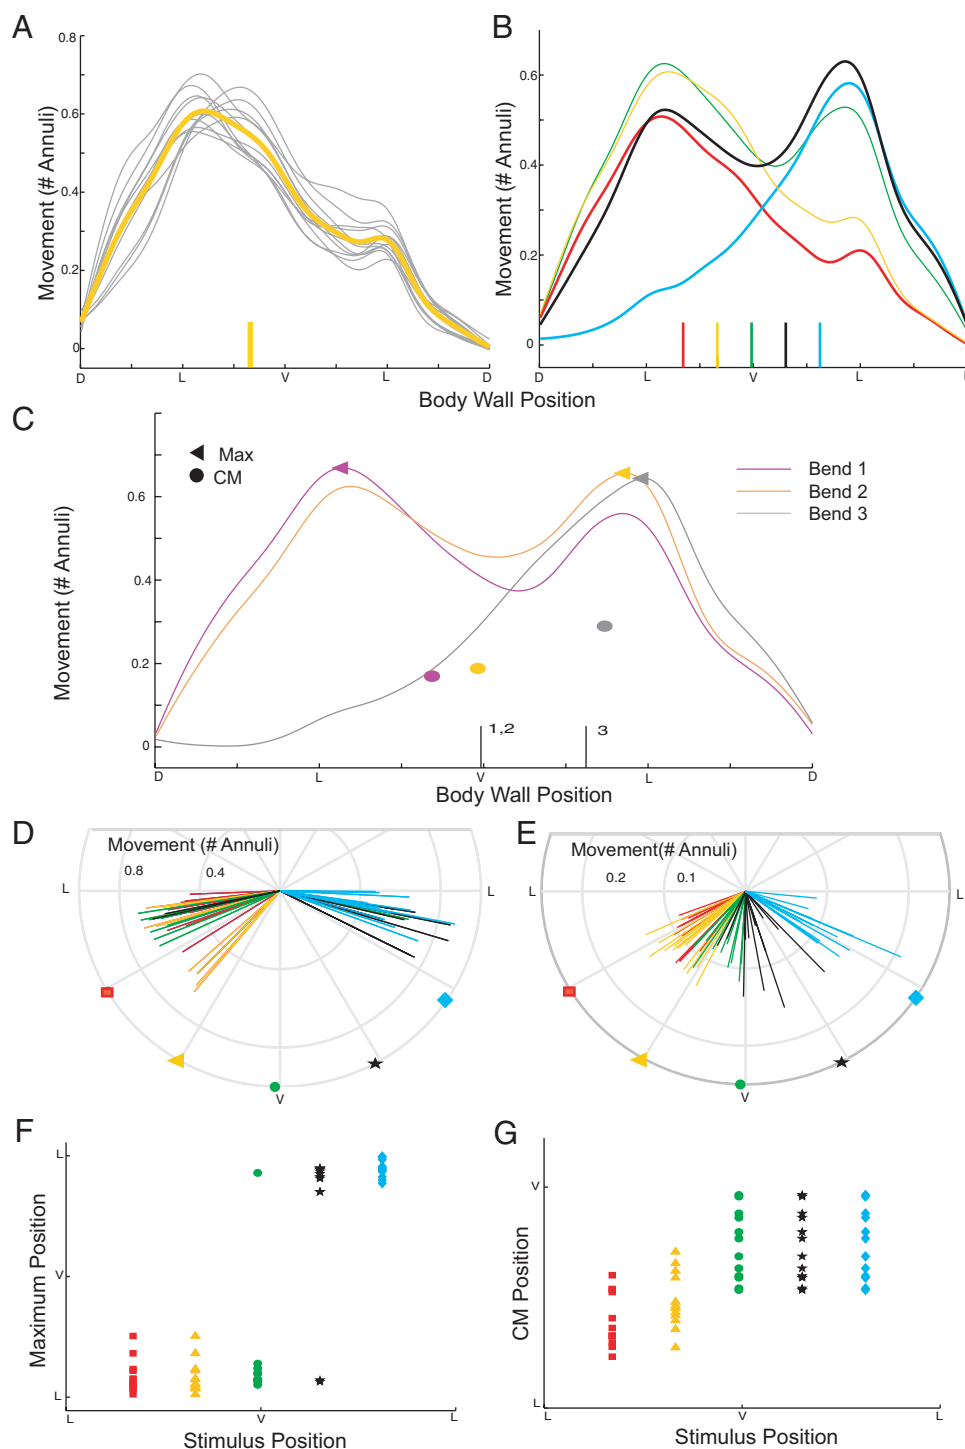 A
0.8
0.6
0.4
0.2
0
Movement (# Annuli)
D
L
V
L
D
B
0.6
0.4
0.2
0
Movement (# Annuli)
D
L
V
L
Body Wall Position
C
Max
CM
Bend 1
Bend 2
Bend 3
0.6
0.4
0.2
0
Movement (# Annuli)
1,2
3
D
L
V
L
D
Body Wall Position
D
Movement (# Annuli)
0.8
0.4
L
L
V
E
Movement(# Annuli)
0.2
0.1
L
L
V
F
L
V
L
Maximum Position
L
V
L
Stimulus Position
G
V
L
CM Position
L
V
L
Stimulus Position